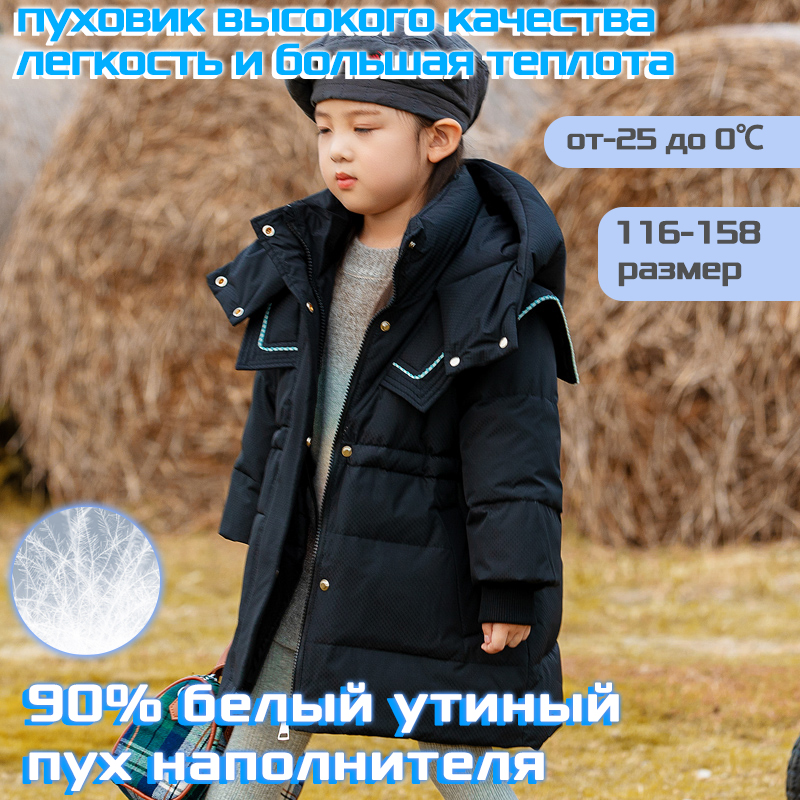 пуховик высокого качества
легкость и большая теплота
от-25 до 0℃
116-158
размер
90% белый утиный
пух наполнителя